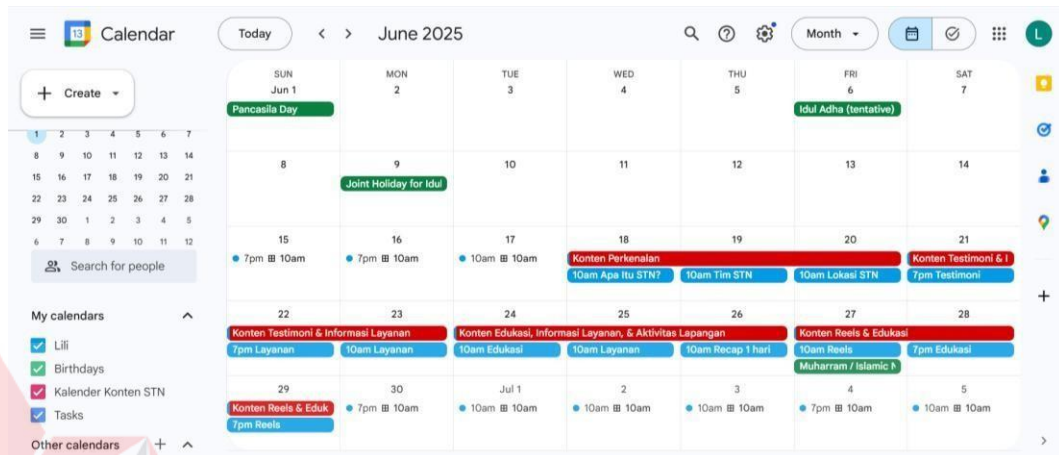 13 Calendar Today June 2025 Month L
Create
1 2 3 4 5 6 7
8 9 10 11 12 13 14
15 16 17 18 19 20 21
22 23 24 25 26 27 28
29 30 1 2 3 4 5
6 7 8 9 10 11 12
Search for people
My calendars
Lili
Birthdays
Kalender Konten STN
Tasks
Other calendars
SUN MON TUE WED THU FRI SAT
Jun 1 2 3 4 5 6 7
Pancasila Day Idul Adha (tentative)
8 9 10 11 12 13 14
Joint Holiday for Idul
15 16 17 18 19 20 21
7pm 10am 7pm 10am 10am 10am Konten Perkenalan Konten Testimoni & I
10am Apa Itu STN? 10am Tim STN 10am Lokasi STN 7pm Testimoni
22 23 24 25 26 27 28
Konten Testimoni & Informasi Layanan Konten Edukasi, Informasi Layanan, & Aktivitas Lapangan Konten Reels & Edukasi
7pm Layanan 10am Layanan 10am Edukasi 10am Layanan 10am Recap 1 hari 10am Reels 7pm Edukasi
Muharram / Islamic N
29 30 Jul 1 2 3 4 5
Konten Reels & Eduk 7pm 10am 10am 10am 10am 10am 10am 10am 7pm 10am 10am 10am
7pm Reels